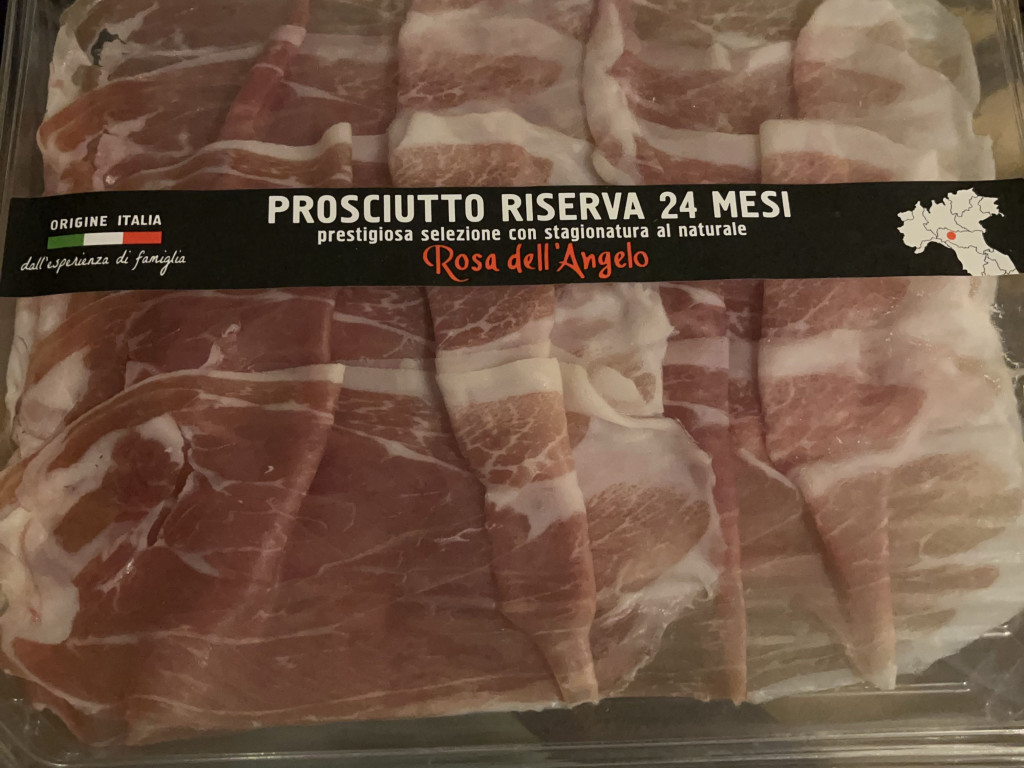 ORIGINE ITALIA
dall'esperienza di famiglia
PROSCIUTTO RISERVA 24 MESI
prestigiosa selezione con stagionatura al naturale
Rosa dell'Angelo